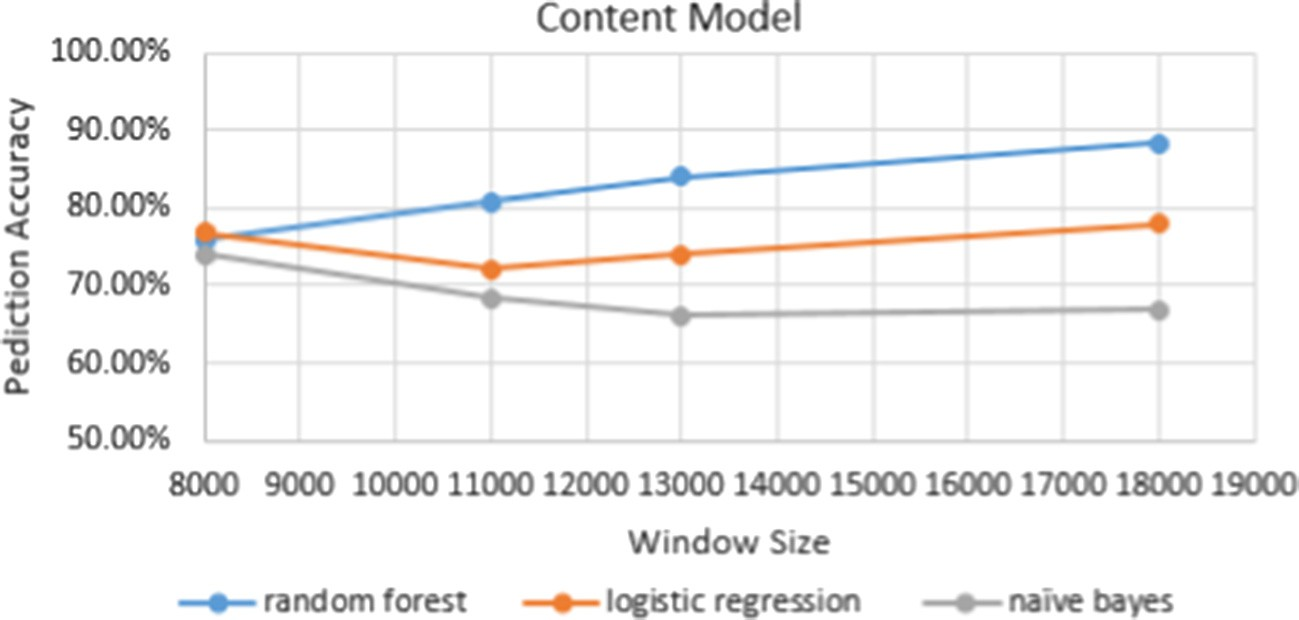 Content Model
100.00%
90.00%
80.00%
70.00%
60.00%
50.00%
Pediction Accuracy
8000 9000 10000 11000 12000 13000 14000 15000 16000 17000 18000 19000
Window Size
random forest logistic regression naïve bayes